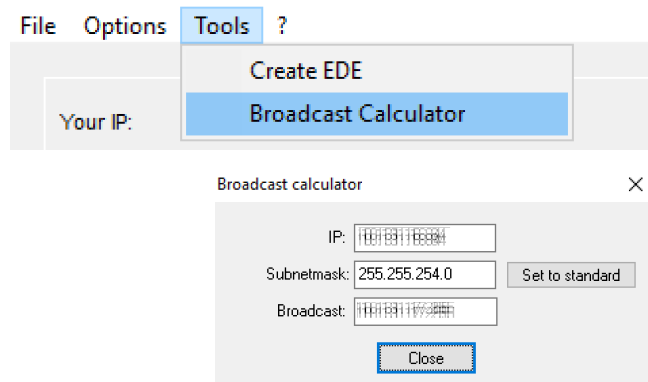 File Options Tools ?
Create EDE
Broadcast Calculator
Your IP:
Broadcast calculator
IP:
Subnetmask: 255.255.254.0 Set to standard
Broadcast:
Close